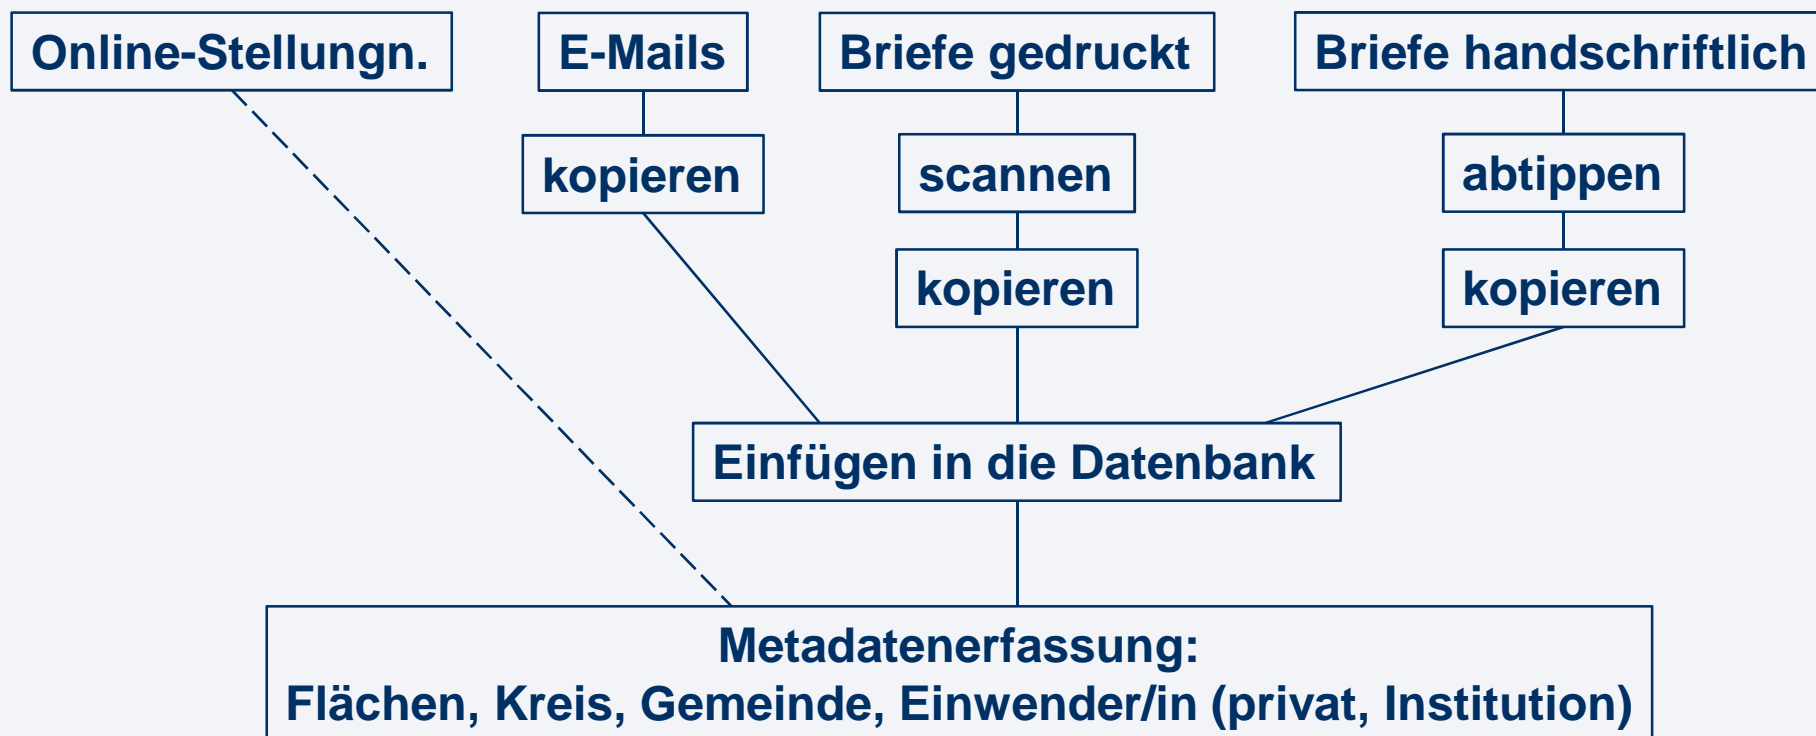 Online-Stellungn.
E-Mails
Briefe gedruckt
Briefe handschriftlich
kopieren
scannen
abtippen
kopieren
kopieren
Einfügen in die Datenbank
Metadatenerfassung:
Flächen, Kreis, Gemeinde, Einwender/in (privat, Institution)